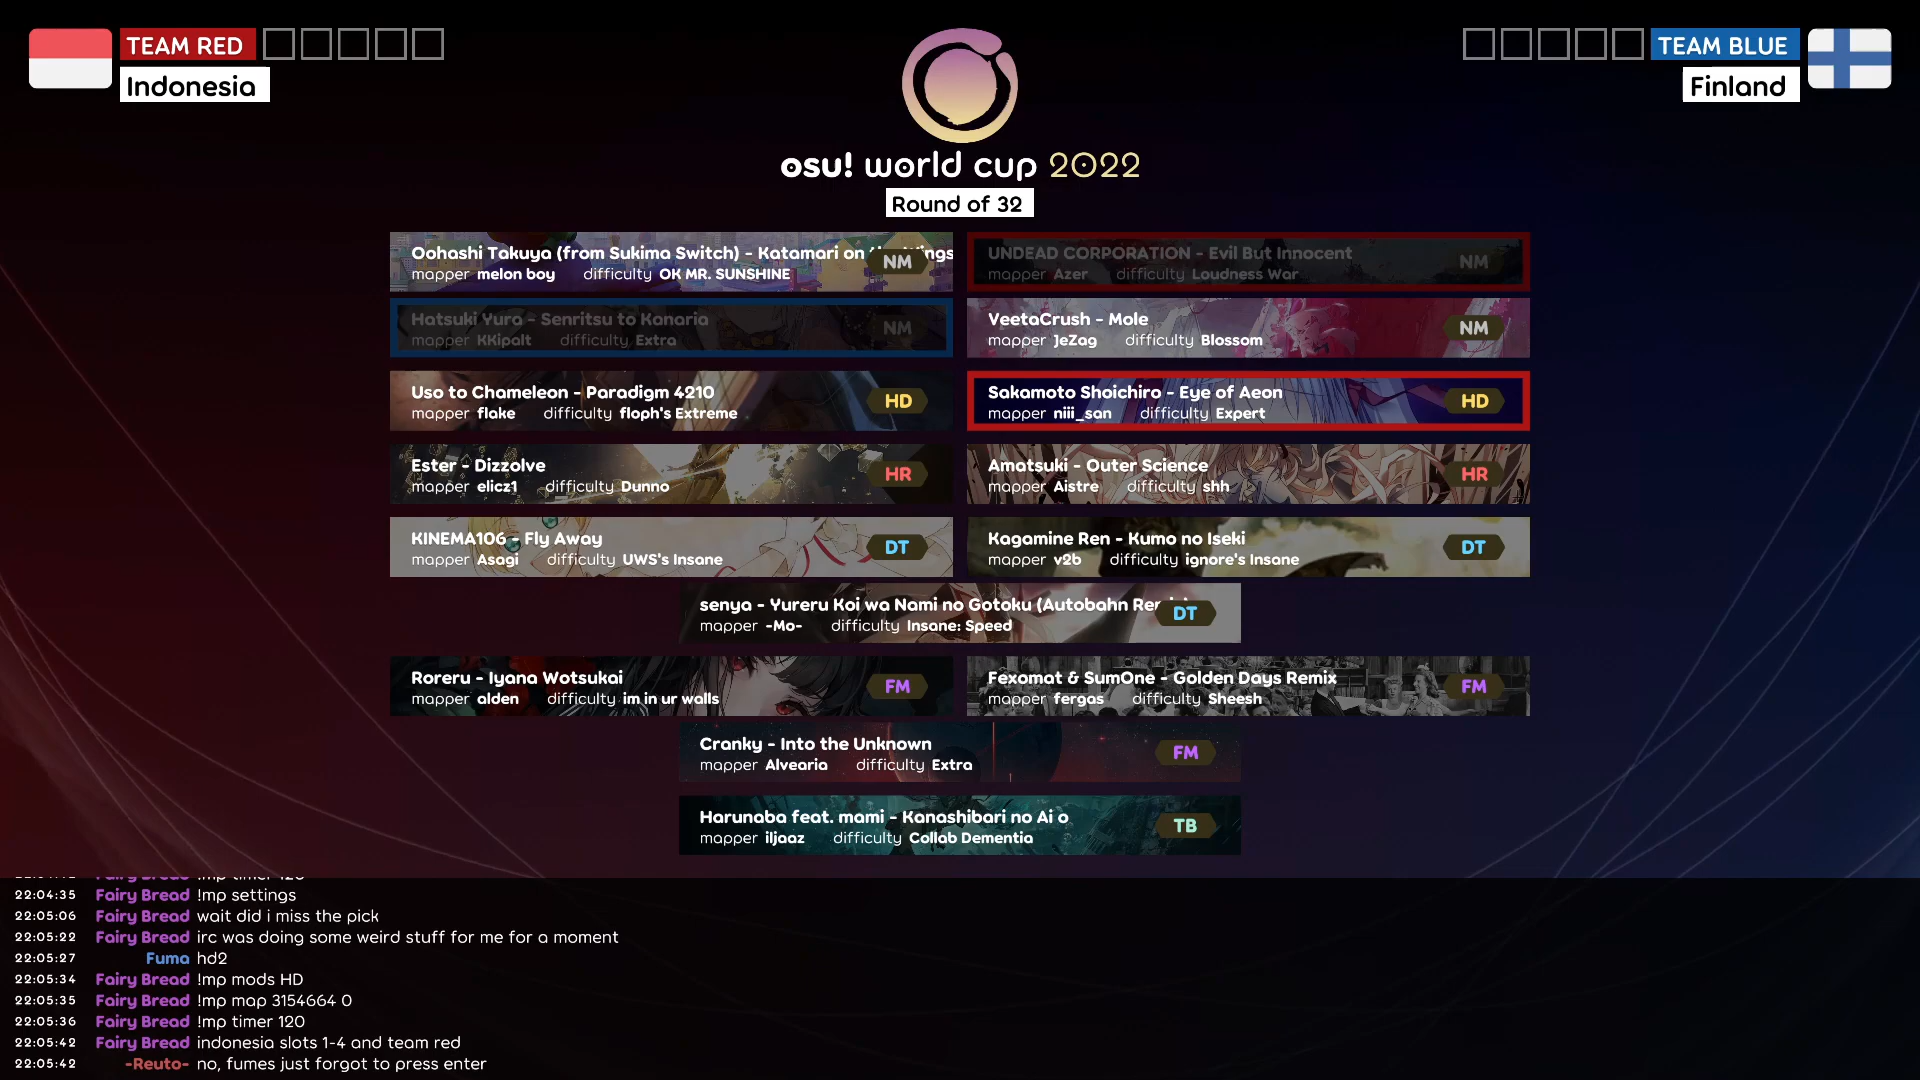 TEAM RED
Indonesia
TEAM BLUE
Finland
osu! world cup 2022
Round of 32
Oohashi Takuya (from Sukima Switch) - Katamari on
NM
mapper melon boy difficulty OK MR. SUNSHINE
UNDEAD CORPORATION - Evil But Innocent
NM
mapper Azer difficulty Loudness War
Hatsuki Yura - Senritsu to Kanaria
NM
mapper KKipalt difficulty Extra
VeetaCrush - Mole
NM
mapper JeZag difficulty Blossom
Uso to Chameleon - Paradigm 4210
HD
mapper flake difficulty floph's Extreme
Sakamoto Shoichiro - Eye of Aeon
HD
mapper niii_san difficulty Expert
Ester - Dizzolve
HR
mapper elicz1 difficulty Dunno
Amatsuki - Outer Science
HR
mapper Aistre difficulty shh
KINEMA106 - Fly Away
DT
mapper Asagi difficulty UWS's Insane
Kagamine Ren - Kumo no Iseki
DT
mapper v2b difficulty ignore's Insane
senya - Yureru Koi wa Nami no Gotoku (Autobahn
DT
mapper -Mo- difficulty Insane: Speed
Roreru - Iyana Wotsukai
FM
mapper alden difficulty im in ur walls
Fexomat & SumOne - Golden Days Remix
FM
mapper fergas difficulty Sheesh
Cranky - Into the Unknown
FM
mapper Alvearia difficulty Extra
Harunaba feat. mami - Kanashibari no Ai o
TB
mapper iljaaz difficulty Collab Dementia
Fairy Bread !mp timer 120
22:04:35 Fairy Bread !mp settings
22:05:06 Fairy Bread wait did i miss the pick
22:05:22 Fairy Bread irc was doing some weird stuff for me for a moment
22:05:27 Fuma hd2
22:05:34 Fairy Bread !mp mods HD
22:05:35 Fairy Bread !mp map 3154664 0
22:05:36 Fairy Bread !mp timer 120
22:05:42 Fairy Bread indonesia slots 1-4 and team red
22:05:42 -Reuto- no, fumes just forgot to press enter